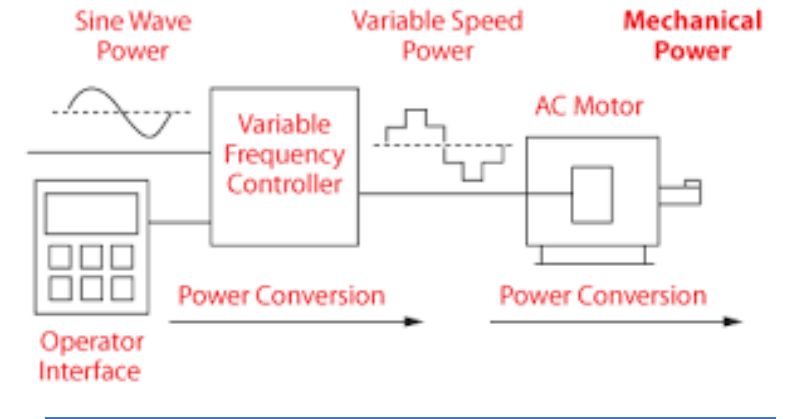 Sine Wave
Power
Variable Speed
Power
Mechanical
Power
AC Motor
Variable
Frequency
Controller
Power Conversion
Power Conversion
Operator
Interface